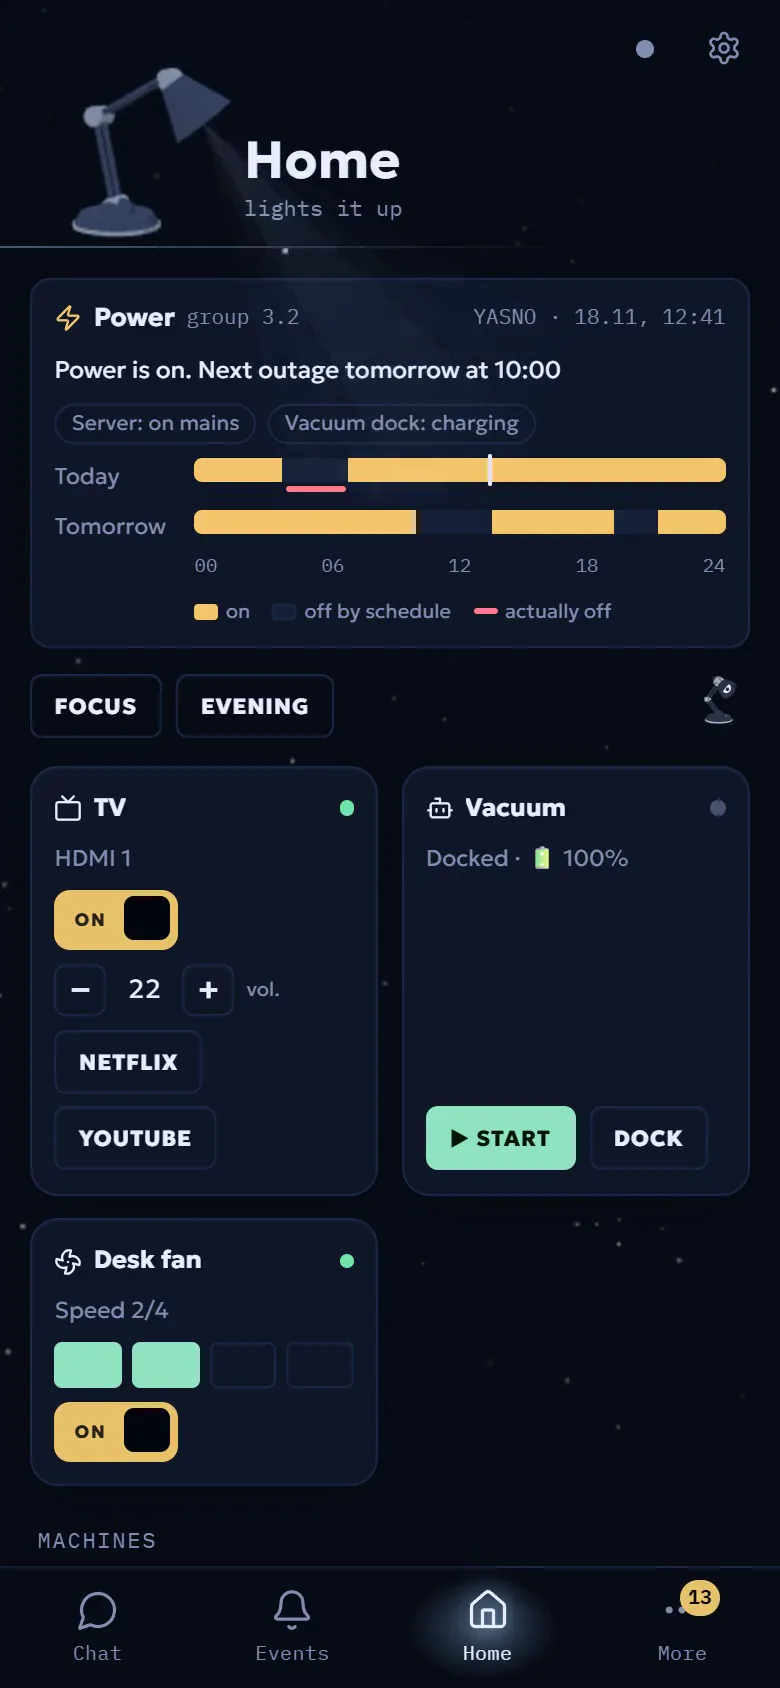 Home
lights it up
Power group 3.2 YASNO · 18.11, 12:41
Power is on. Next outage tomorrow at 10:00
Server: on mains Vacuum dock: charging
Today
Tomorrow
00 06 12 18 24
on off by schedule actually off
FOCUS EVENING
TV
HDMI 1
ON
− 22 + vol.
NETFLIX
YOUTUBE
Vacuum
Docked · 🔋 100%
▶ START DOCK
Desk fan
Speed 2/4
ON
MACHINES
13
Chat Events Home More